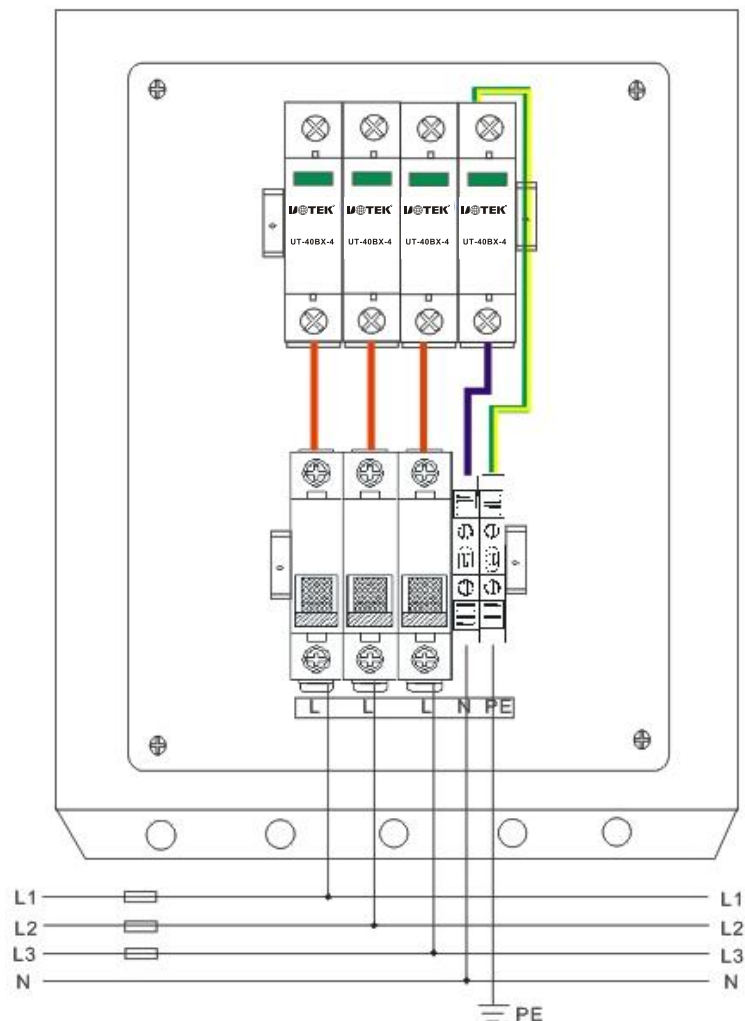 UOTEK UOTEK UOTEK UOTEK
UT-40BX-4 UT-40BX-4 UT-40BX-4 UT-40BX-4
L L L N PE
L1 L1
L2 L2
L3 L3
N N
PE